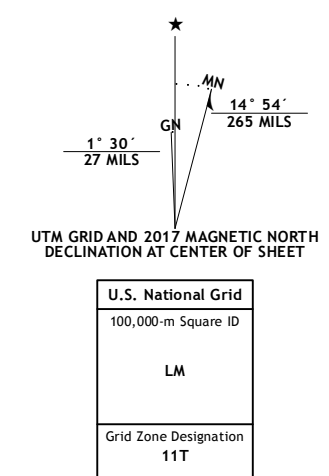 ★
MN
GN
14° 54´
265 MILS
1° 30´
27 MILS
UTM GRID AND 2017 MAGNETIC NORTH
DECLINATION AT CENTER OF SHEET
U.S. National Grid
100,000-m Square ID
LM
Grid Zone Designation
11T